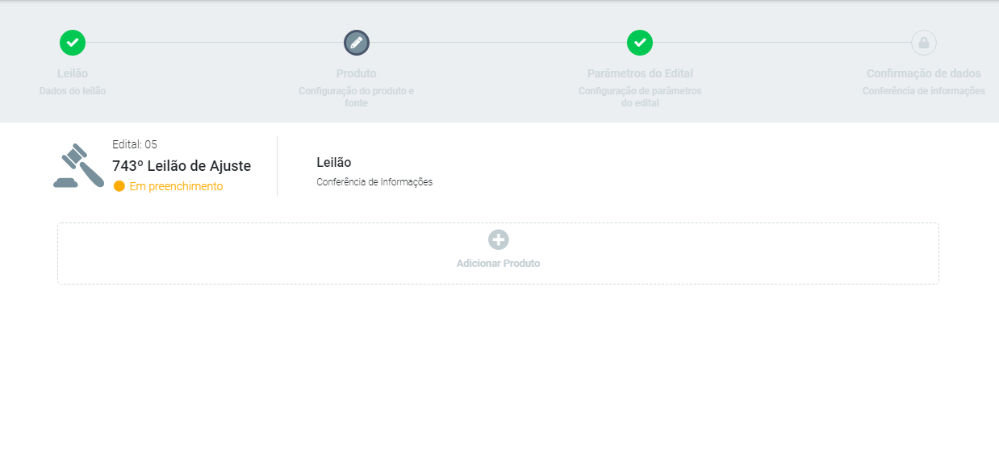 Leilão
Dados do leilão
Produto
Configuração do produto e
fonte
Parâmetros do Edital
Configuração de parâmetros
do edital
Confirmação de dados
Conferência de informações
Edital: 05
743º Leilão de Ajuste
Em preenchimento
Leilão
Conferência de Informações
Adicionar Produto